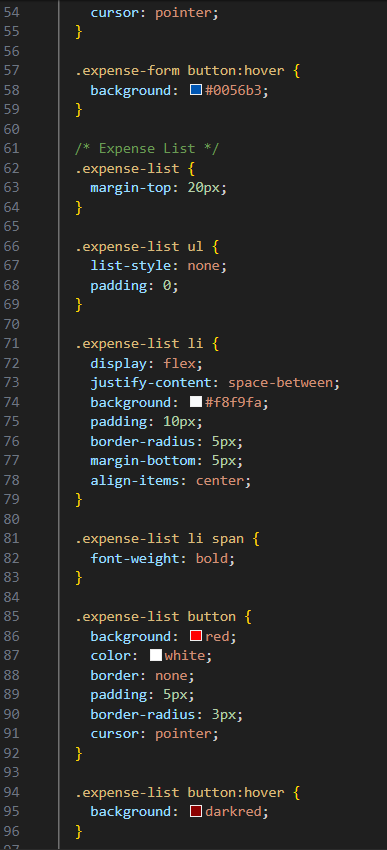 54 cursor: pointer;
55 }
56
57 .expense-form button:hover {
58 background: #0056b3;
59 }
60
61 /* Expense List */
62 .expense-list {
63 margin-top: 20px;
64 }
65
66 .expense-list ul {
67 list-style: none;
68 padding: 0;
69 }
70
71 .expense-list li {
72 display: flex;
73 justify-content: space-between;
74 background: #f8f9fa;
75 padding: 10px;
76 border-radius: 5px;
77 margin-bottom: 5px;
78 align-items: center;
79 }
80
81 .expense-list li span {
82 font-weight: bold;
83 }
84
85 .expense-list button {
86 background: red;
87 color: white;
88 border: none;
89 padding: 5px;
90 border-radius: 3px;
91 cursor: pointer;
92 }
93
94 .expense-list button:hover {
95 background: darkred;
96 }